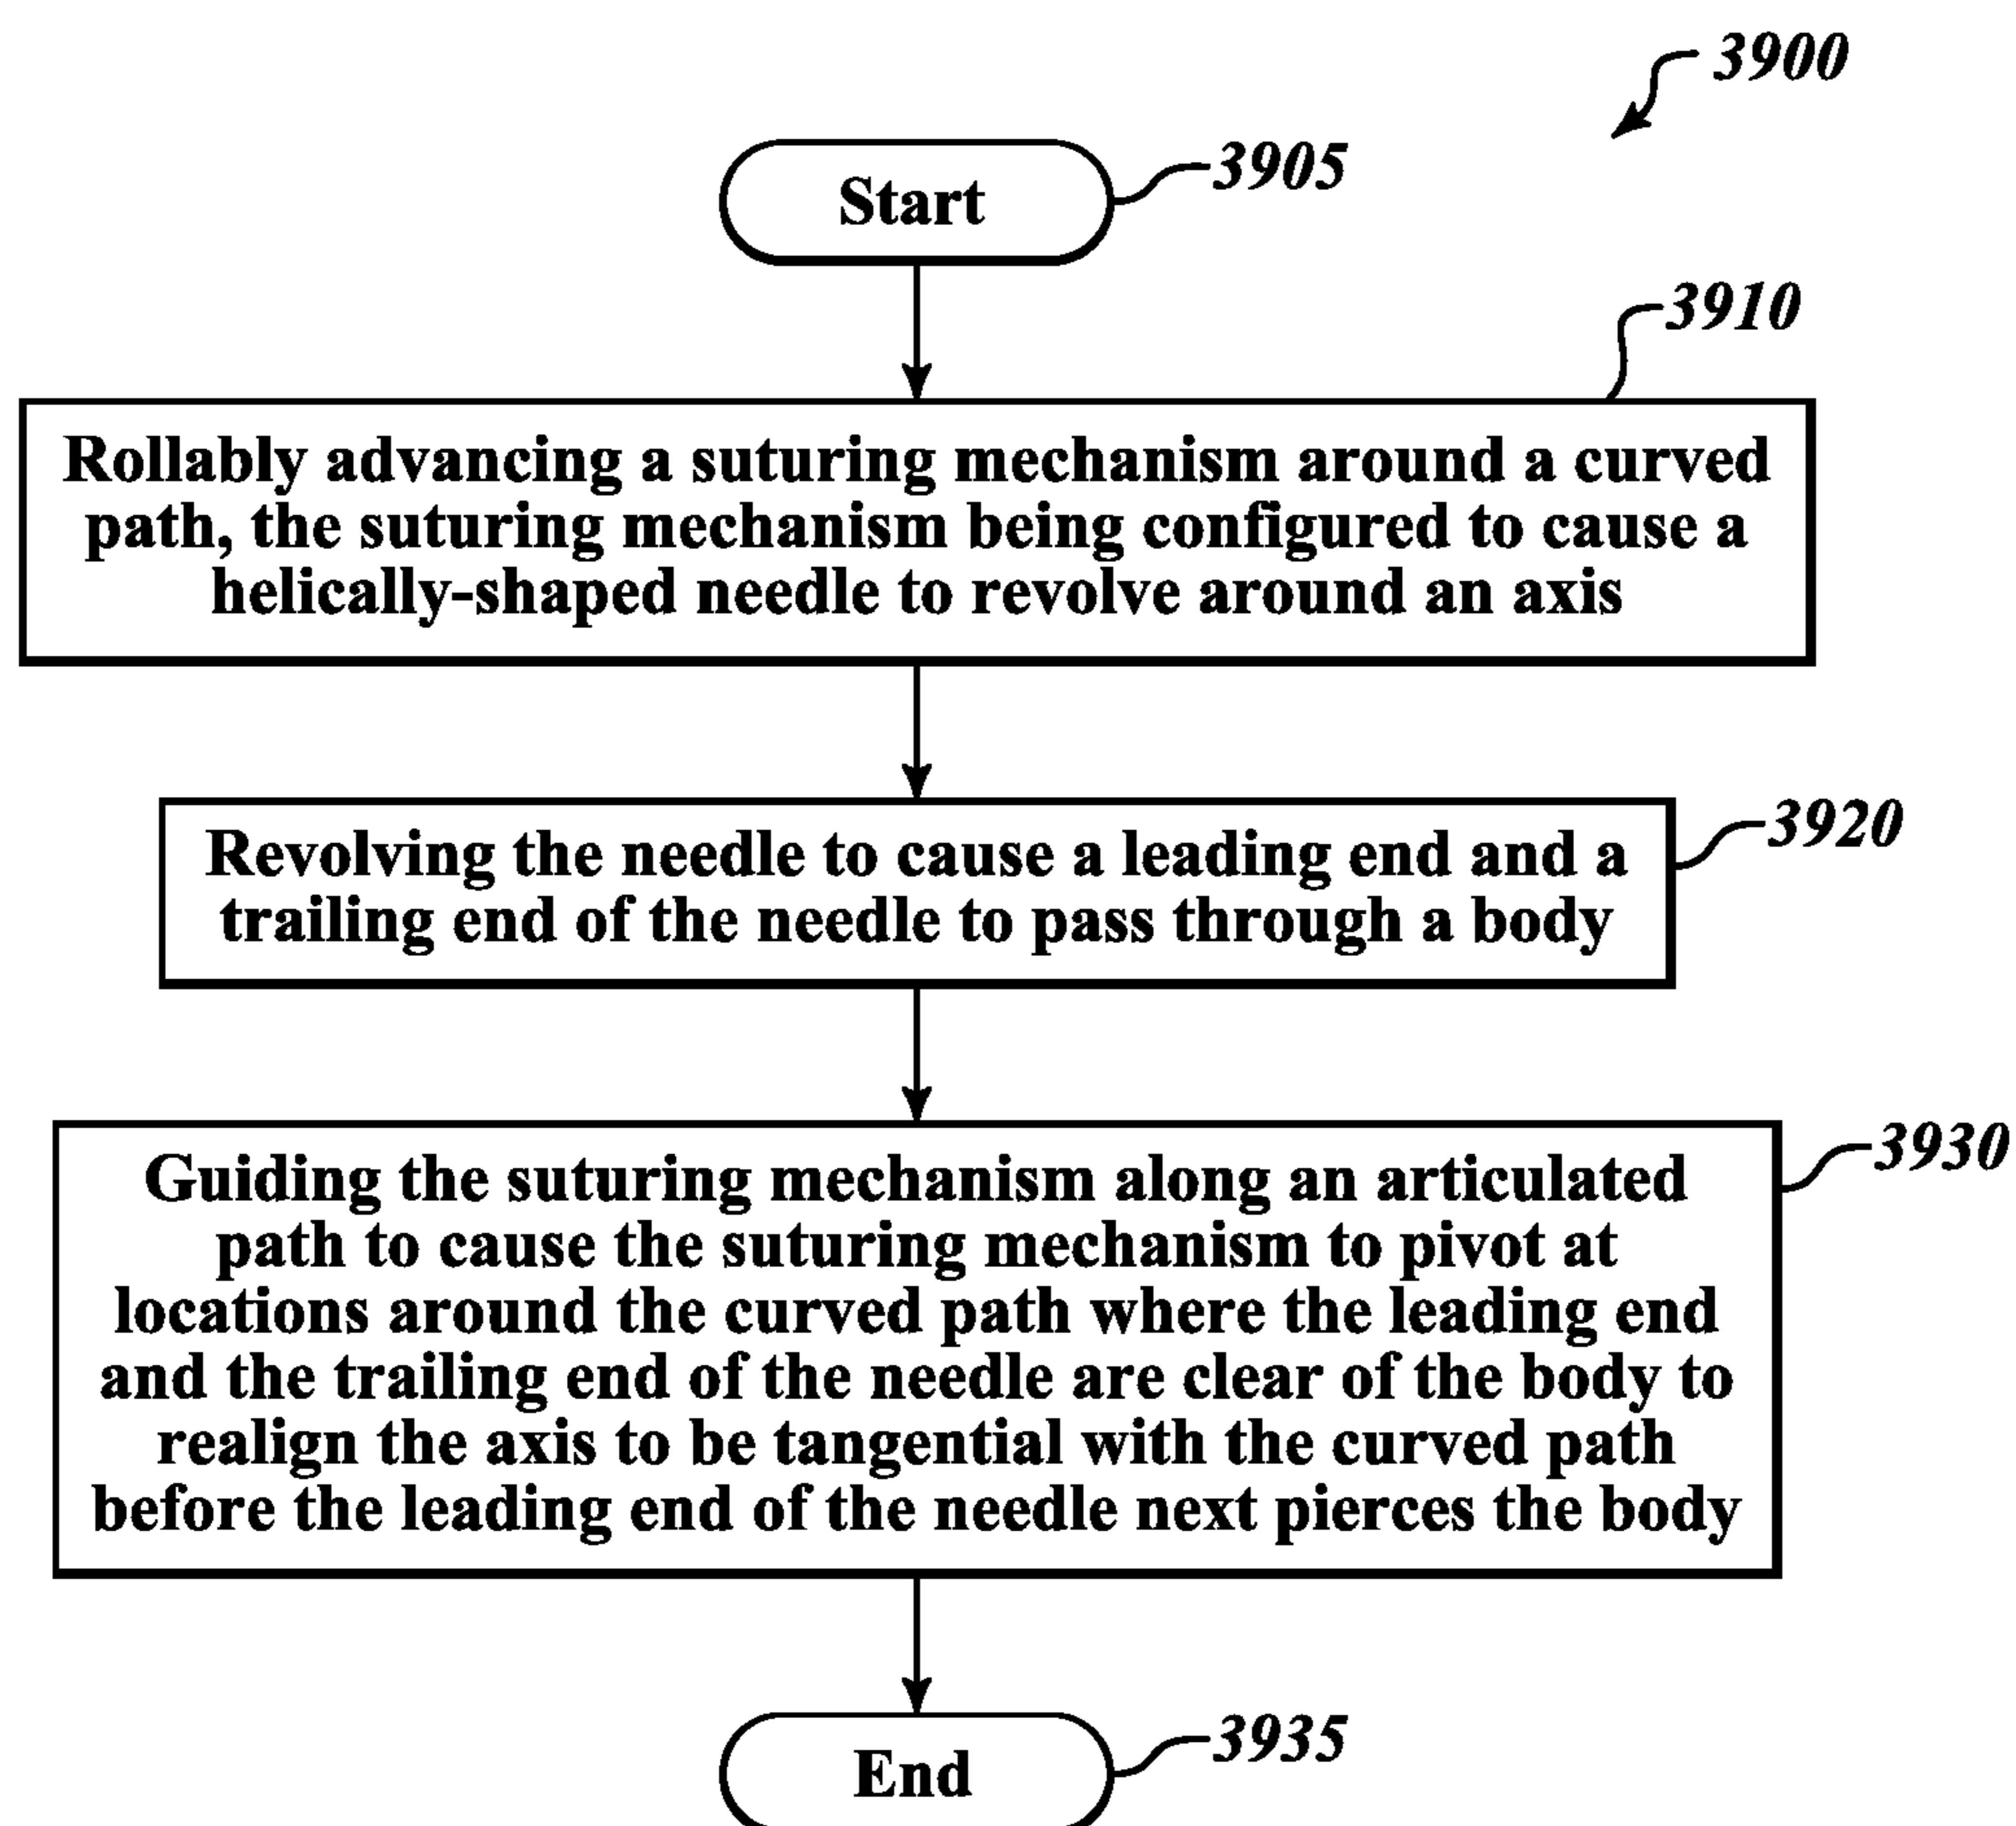 3900
Start
3905
3910
Rollably advancing a suturing mechanism around a curved
path, the suturing mechanism being configured to cause a
helically-shaped needle to revolve around an axis
3920
Revolving the needle to cause a leading end and a
trailing end of the needle to pass through a body
3930
Guiding the suturing mechanism along an articulated
path to cause the suturing mechanism to pivot at
locations around the curved path where the leading end
and the trailing end of the needle are clear of the body to
realign the axis to be tangential with the curved path
before the leading end of the needle next pierces the body
End
3935